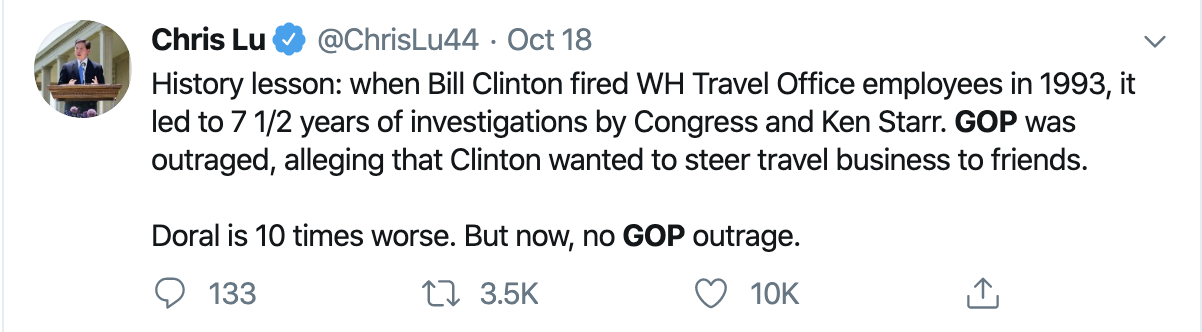 Chris Lu @ChrisLu44 · Oct 18
History lesson: when Bill Clinton fired WH Travel Office employees in 1993, it
led to 7 1/2 years of investigations by Congress and Ken Starr. GOP was
outraged, alleging that Clinton wanted to steer travel business to friends.
Doral is 10 times worse. But now, no GOP outrage.
133 3.5K 10K